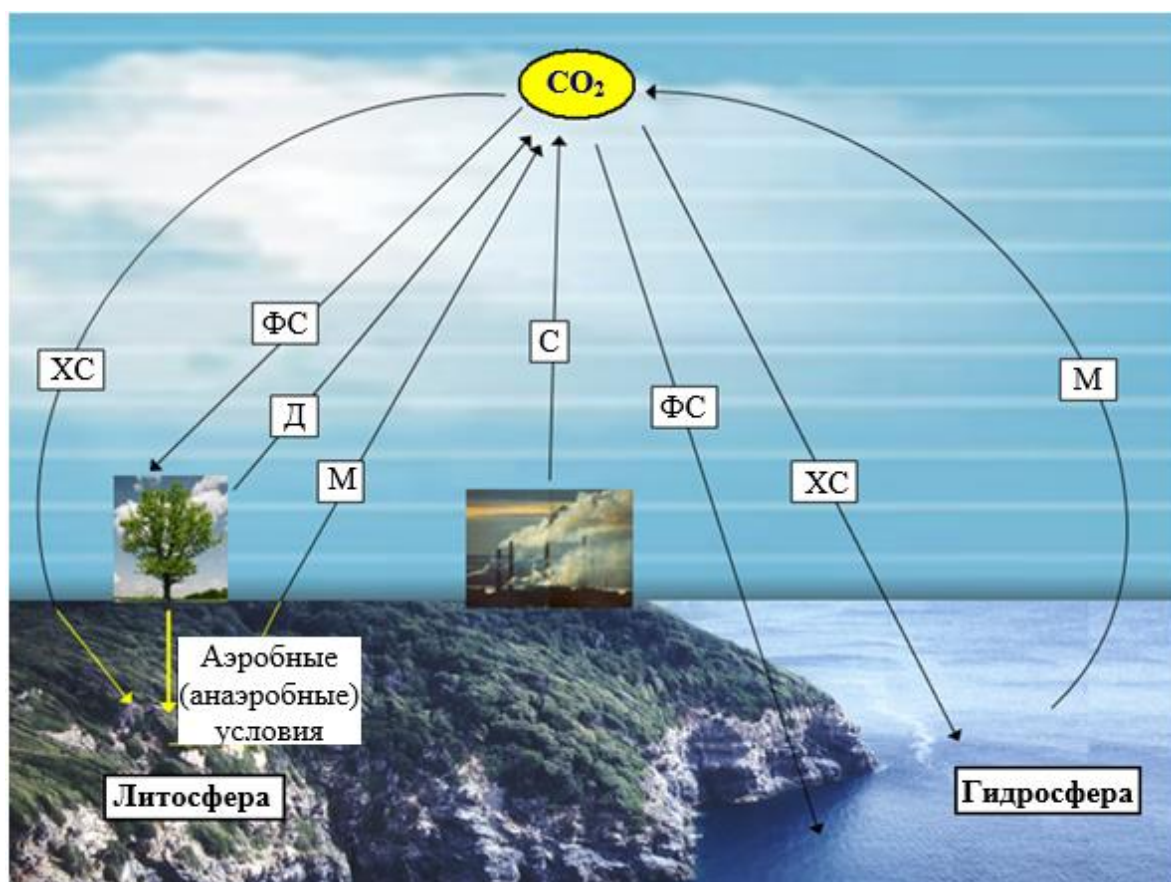 CO₂
ФС
С
ХС
Д
ФС
М
М
ХС
Аэробные
(анаэробные)
условия
Литосфера
Гидросфера